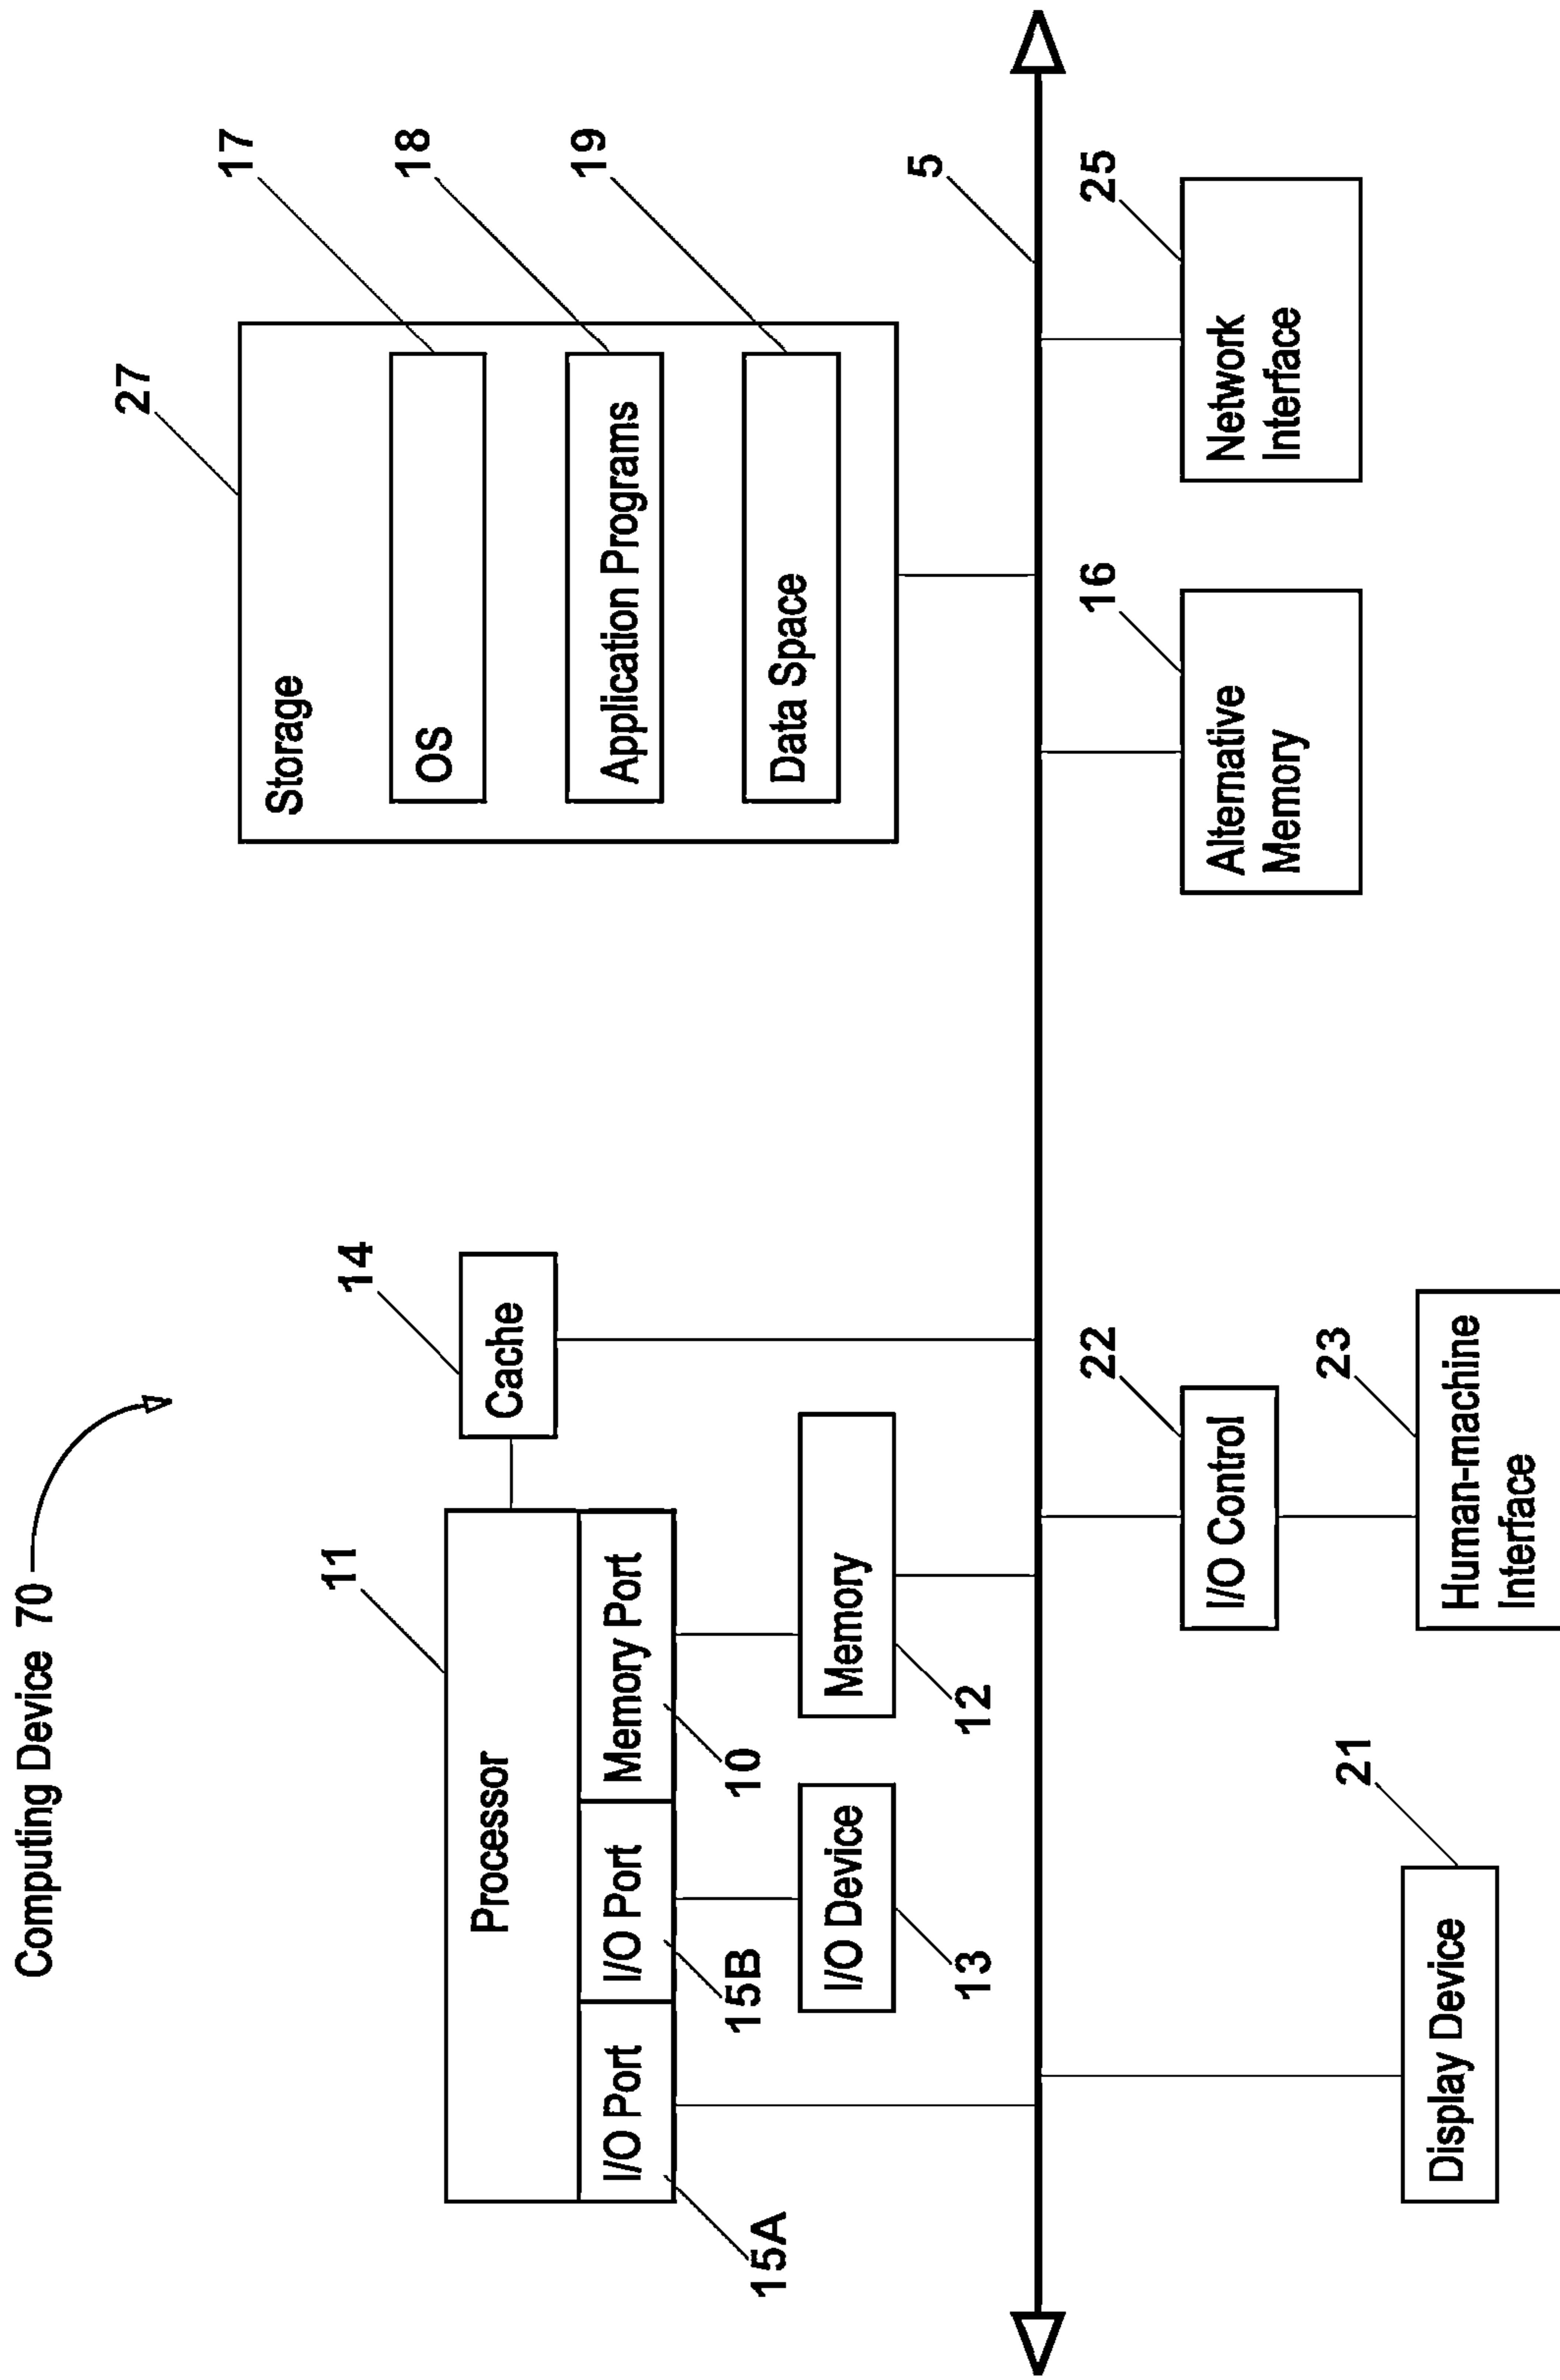 Computing Device 70
27
17
18
19
Storage
OS
Application Programs
Data Space
11
14
Processor
Cache
I/O Port
I/O Port
Memory Port
15A
15B
10
I/O Device
Memory
13
12
5
21
22
16
25
Display Device
I/O Control
Alternative
Memory
Network
Interface
23
Human-machine
Interface